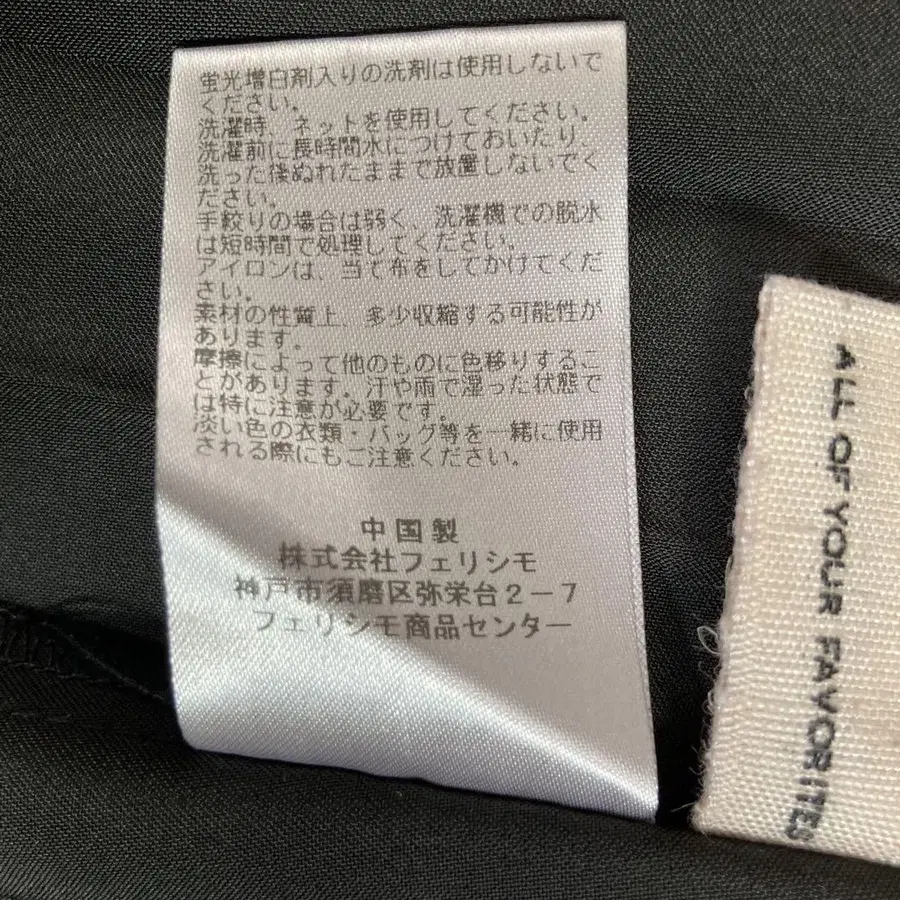 蛍光増白剤入りの洗剤は使用しないで
ください。
洗濯時、ネットを使用してください。
洗濯前に長時間水につけておいたり、
洗った後ぬれたままで放置しないでく
ださい。
手絞りの場合は弱く、洗濯機での脱水
は短時間で処理してください。
アイロンは、当て布をしてかけてくだ
さい。
素材の性質上、多少収縮する可能性が
あります。
摩擦によって他のものに色移りするこ
とがあります。汗や雨で湿った状態で
は特に注意が必要です。
淡い色の衣類・バッグ等を一緒に使用
される際にもご注意ください。
中国製
株式会社フェリシモ
神戸市須磨区弥栄台2-7
フェリシモ商品センター
ALL OF YOUR FAVORITES